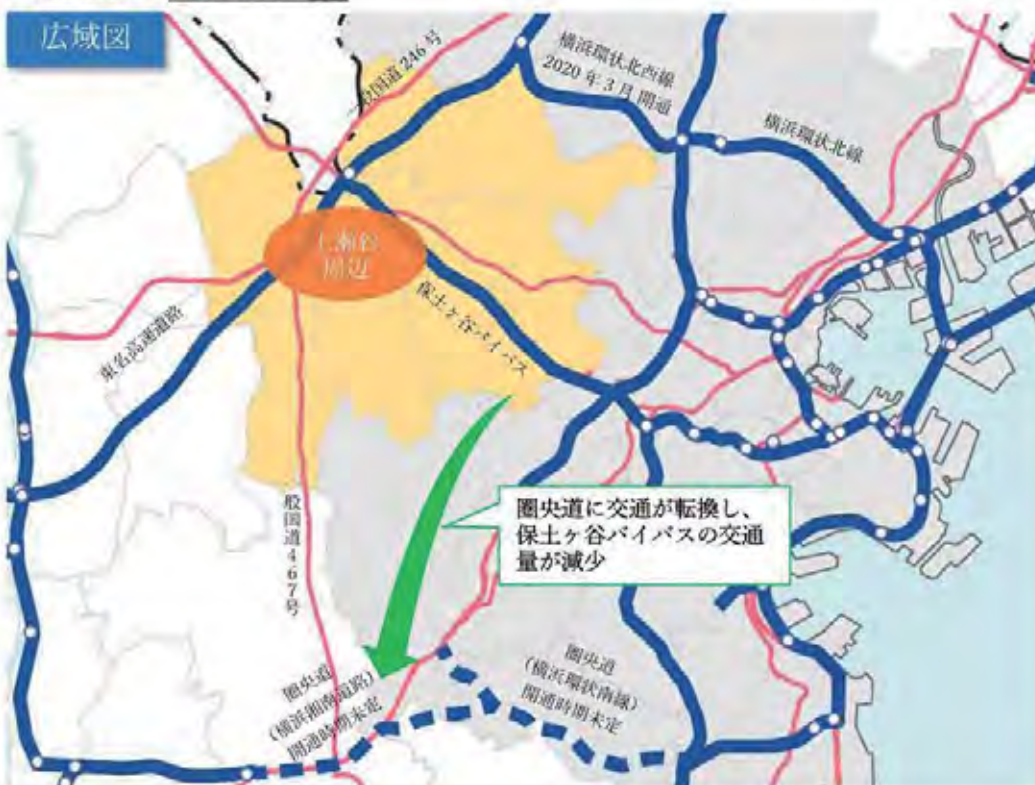 広域図
一般国道246号
横浜環状北西線
2020年3月開通
横浜環状北線
上瀬谷
周辺
保土ヶ谷バイパス
東名高速道路
一般国道467号
圏央道に交通が転換し、
保土ヶ谷バイパスの交通
量が減少
圏央道
(横浜湘南道路)
開通時期未定
圏央道
(横浜環状南線)
開通時期未定